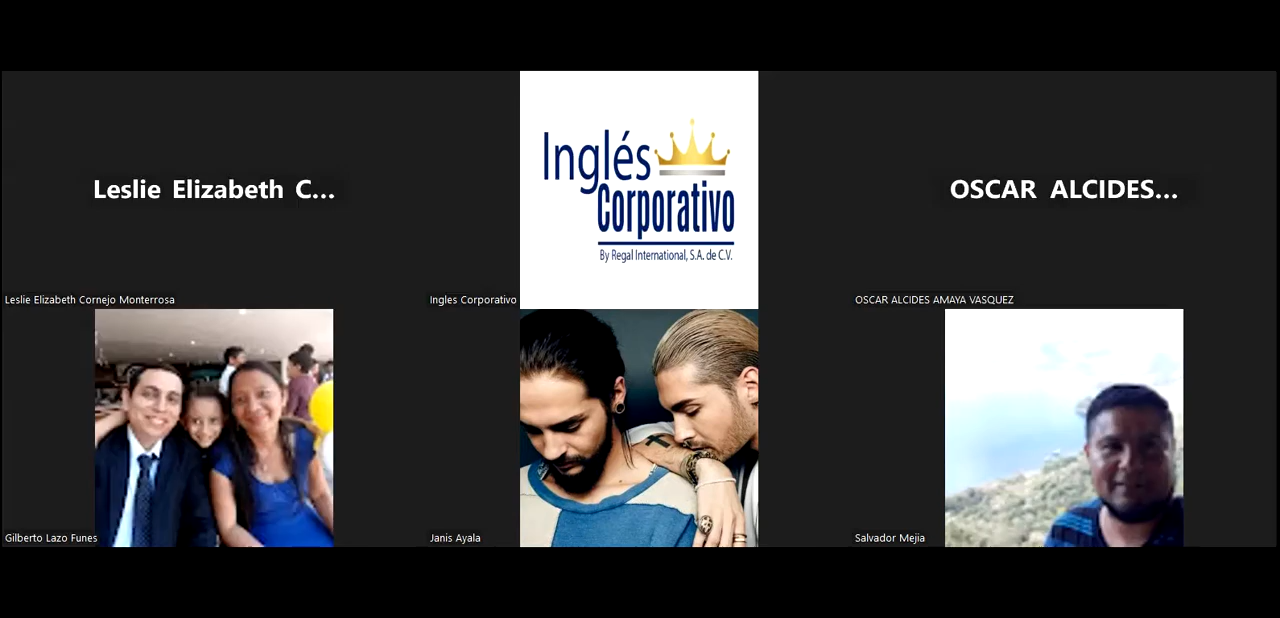 Leslie Elizabeth C...
Inglés
Corporativo
By Regal International, S.A. de C.V.
OSCAR ALCIDES...
Leslie Elizabeth Cornejo Monterrosa
Ingles Corporativo
OSCAR ALCIDES AMAYA VASQUEZ
Gilberto Lazo Funes
Janis Ayala
Salvador Mejia